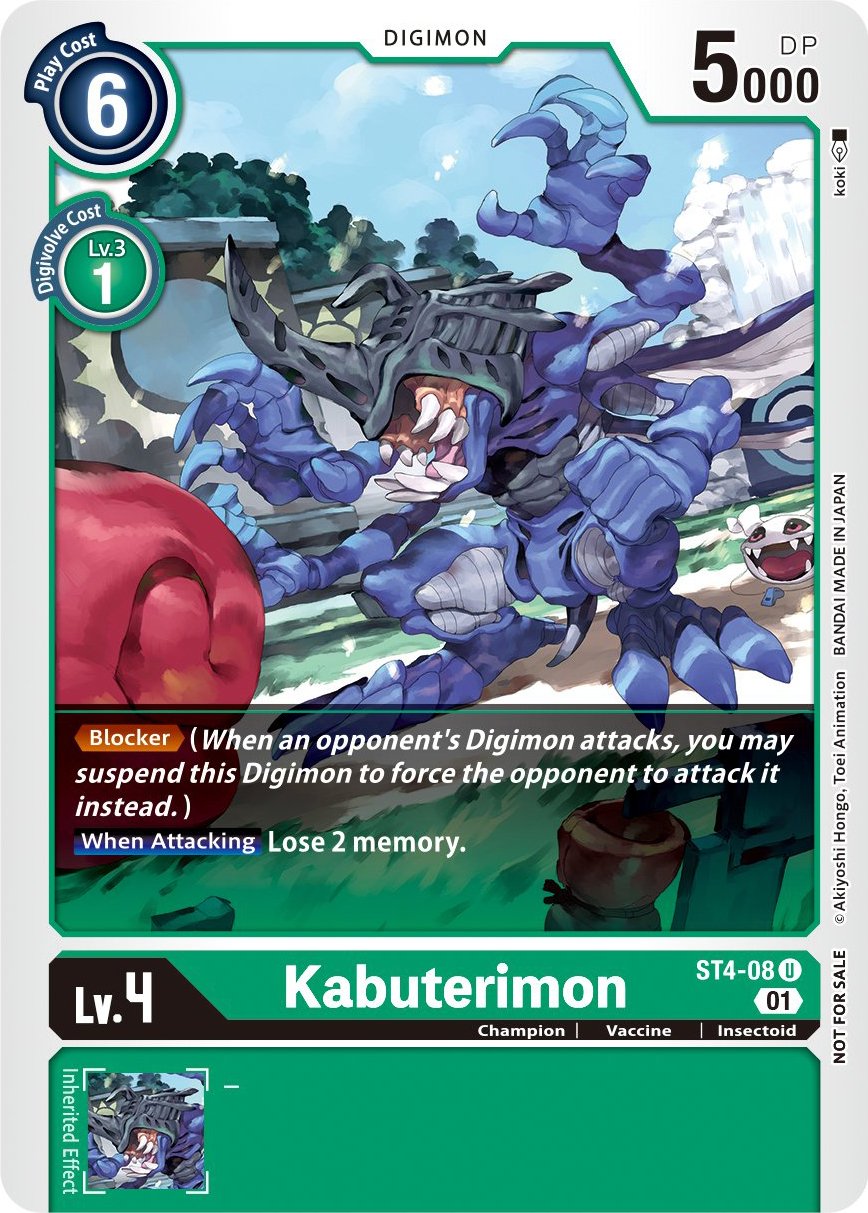 DIGIMON
Play Cost
6
DP
5000
Digivolve Cost
Lv.3
1
koki
BANDAI MADE IN JAPAN
©Akiyoshi Hongo, Toei Animation
NOT FOR SALE
Blocker (When an opponent's Digimon attacks, you may
suspend this Digimon to force the opponent to attack it
instead.)
When Attacking Lose 2 memory.
Lv.4
Kabuterimon
ST4-08 U
01
Champion | Vaccine | Insectoid
Inherited Effect
–